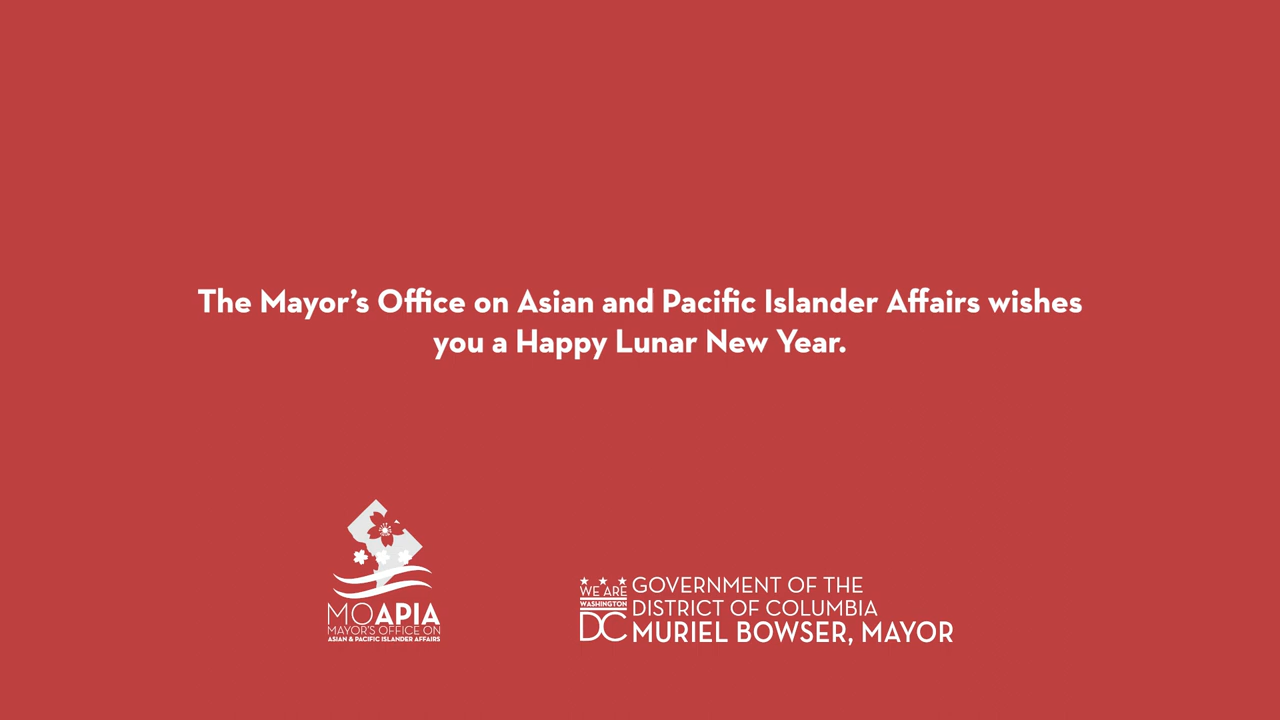 The Mayor’s Office on Asian and Pacific Islander Affairs wishes
you a Happy Lunar New Year.
MOAPIA
MAYOR'S OFFICE ON
ASIAN & PACIFIC ISLANDER AFFAIRS
WE ARE
WASHINGTON
DC
GOVERNMENT OF THE
DISTRICT OF COLUMBIA
MURIEL BOWSER, MAYOR